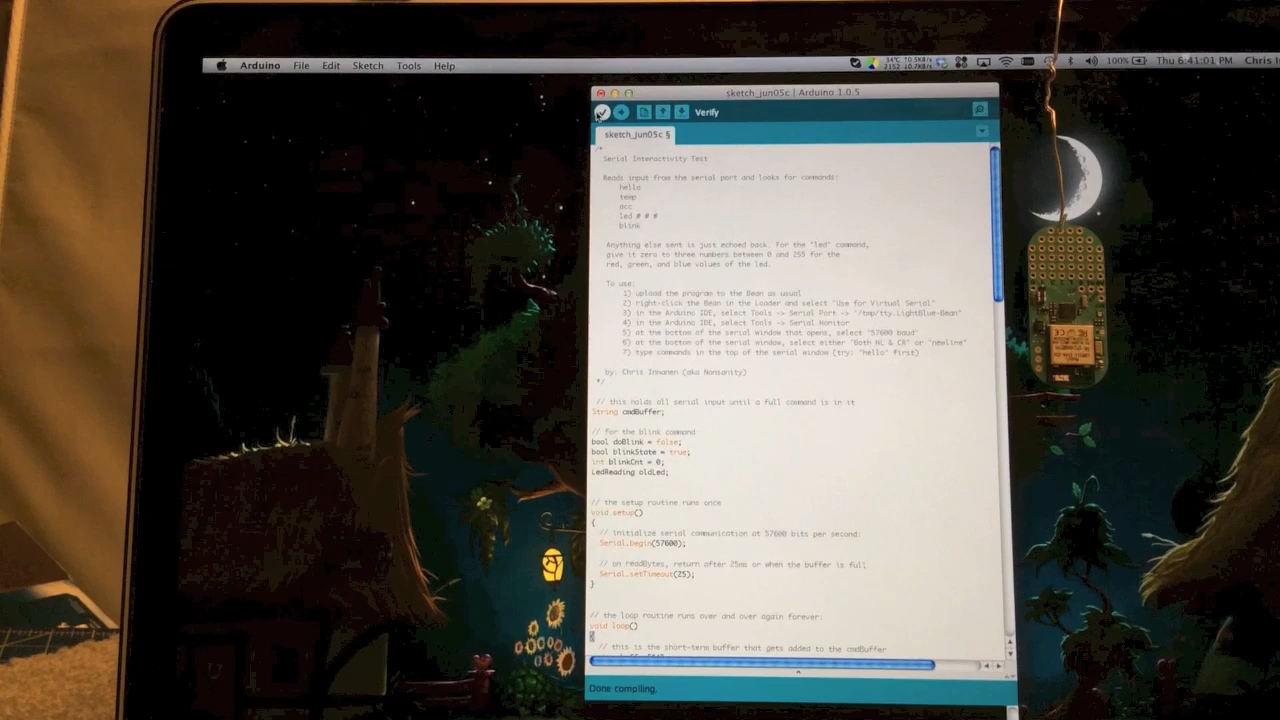 Arduino File Edit Sketch Tools Help 100% Thu 6:41:01 PM Chris
sketch_jun05c | Arduino 1.0.5
Verify
sketch_jun05c §
/*
Serial Interactivity Test
Reads input from the serial port and looks for commands:
hello
temp
acc
led # # #
blink
Anything else sent is just echoed back. For the "led" command,
give it zero to three numbers between 0 and 255 for the
red, green, and blue values of the led.
To use:
1) upload the program to the Bean as usual
2) right-click the Bean in the Loader and select "Use for Virtual Serial"
3) in the Arduino IDE, select Tools -> Serial Port -> "/tmp/tty.LightBlue-Bean"
4) in the Arduino IDE, select Tools -> Serial Monitor
5) at the bottom of the serial window that opens, select "57600 baud"
6) at the bottom of the serial window, select either "Both NL & CR" or "newline"
7) type commands in the top of the serial window (try: "hello" first)
by: Chris Innanen (aka Nonsanity)
*/
// this holds all serial input until a full command is in it
String cmdBuffer;
// for the blink command
bool doBlink = false;
bool blinkState = true;
int blinkCnt = 0;
LedReading oldLed;
// the setup routine runs once
void setup()
{
// initialize serial communication at 57600 bits per second:
Serial.begin(57600);
// on readBytes, return after 25ms or when the buffer is full
Serial.setTimeout(25);
}
// the loop routine runs over and over again forever:
void loop()
{
// this is the short-term buffer that gets added to the cmdBuffer
Done compiling.